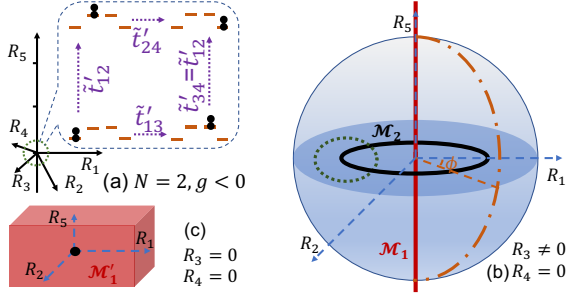 R₅
t̃′₂₄
t̃′₁₂
t̃′₃₄=t̃′₁₂
t̃′₁₃
R₄
R₁
R₃
R₂
(a) N = 2, g < 0
(c)
R₅
R₁
R₂
ℳ′₁
R₃ = 0
R₄ = 0
R₅
ℳ₂
ϕ
R₁
R₂
ℳ₁
R₃ ≠ 0
(b) R₄ = 0